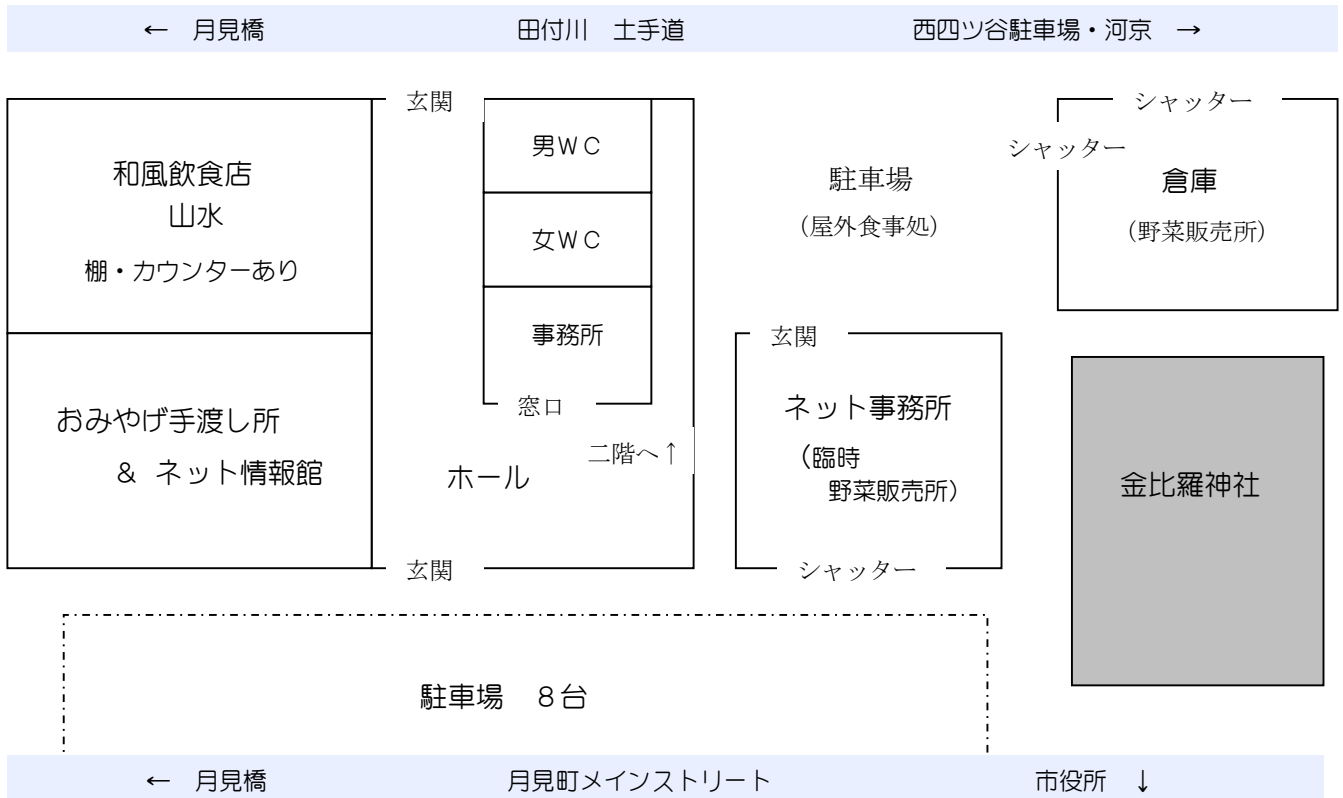 ← 月見橋
田付川 土手道
西四ツ谷駐車場・河京 →
玄関
シャッター
シャッター
和風飲食店
山水
棚・カウンターあり
男ＷＣ
女ＷＣ
事務所
窓口
駐車場
（屋外食事処）
倉庫
（野菜販売所）
おみやげ手渡し所
＆ ネット情報館
ホール
二階へ↑
玄関
ネット事務所
（臨時
野菜販売所）
シャッター
金比羅神社
玄関
駐車場 ８台
← 月見橋
月見町メインストリート
市役所 ↓